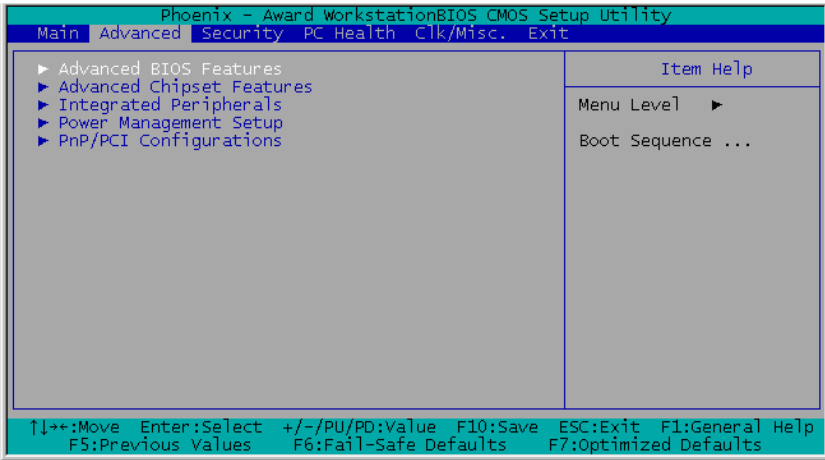 Phoenix - Award WorkstationBIOS CMOS Setup Utility
Main Advanced Security PC Health Clk/Misc. Exit
► Advanced BIOS Features
► Advanced Chipset Features
► Integrated Peripherals
► Power Management Setup
► PnP/PCI Configurations
Item Help
Menu Level ►
Boot Sequence ...
↑↓→←:Move Enter:Select +/-/PU/PD:Value F10:Save ESC:Exit F1:General Help
F5:Previous Values F6:Fail-Safe Defaults F7:Optimized Defaults